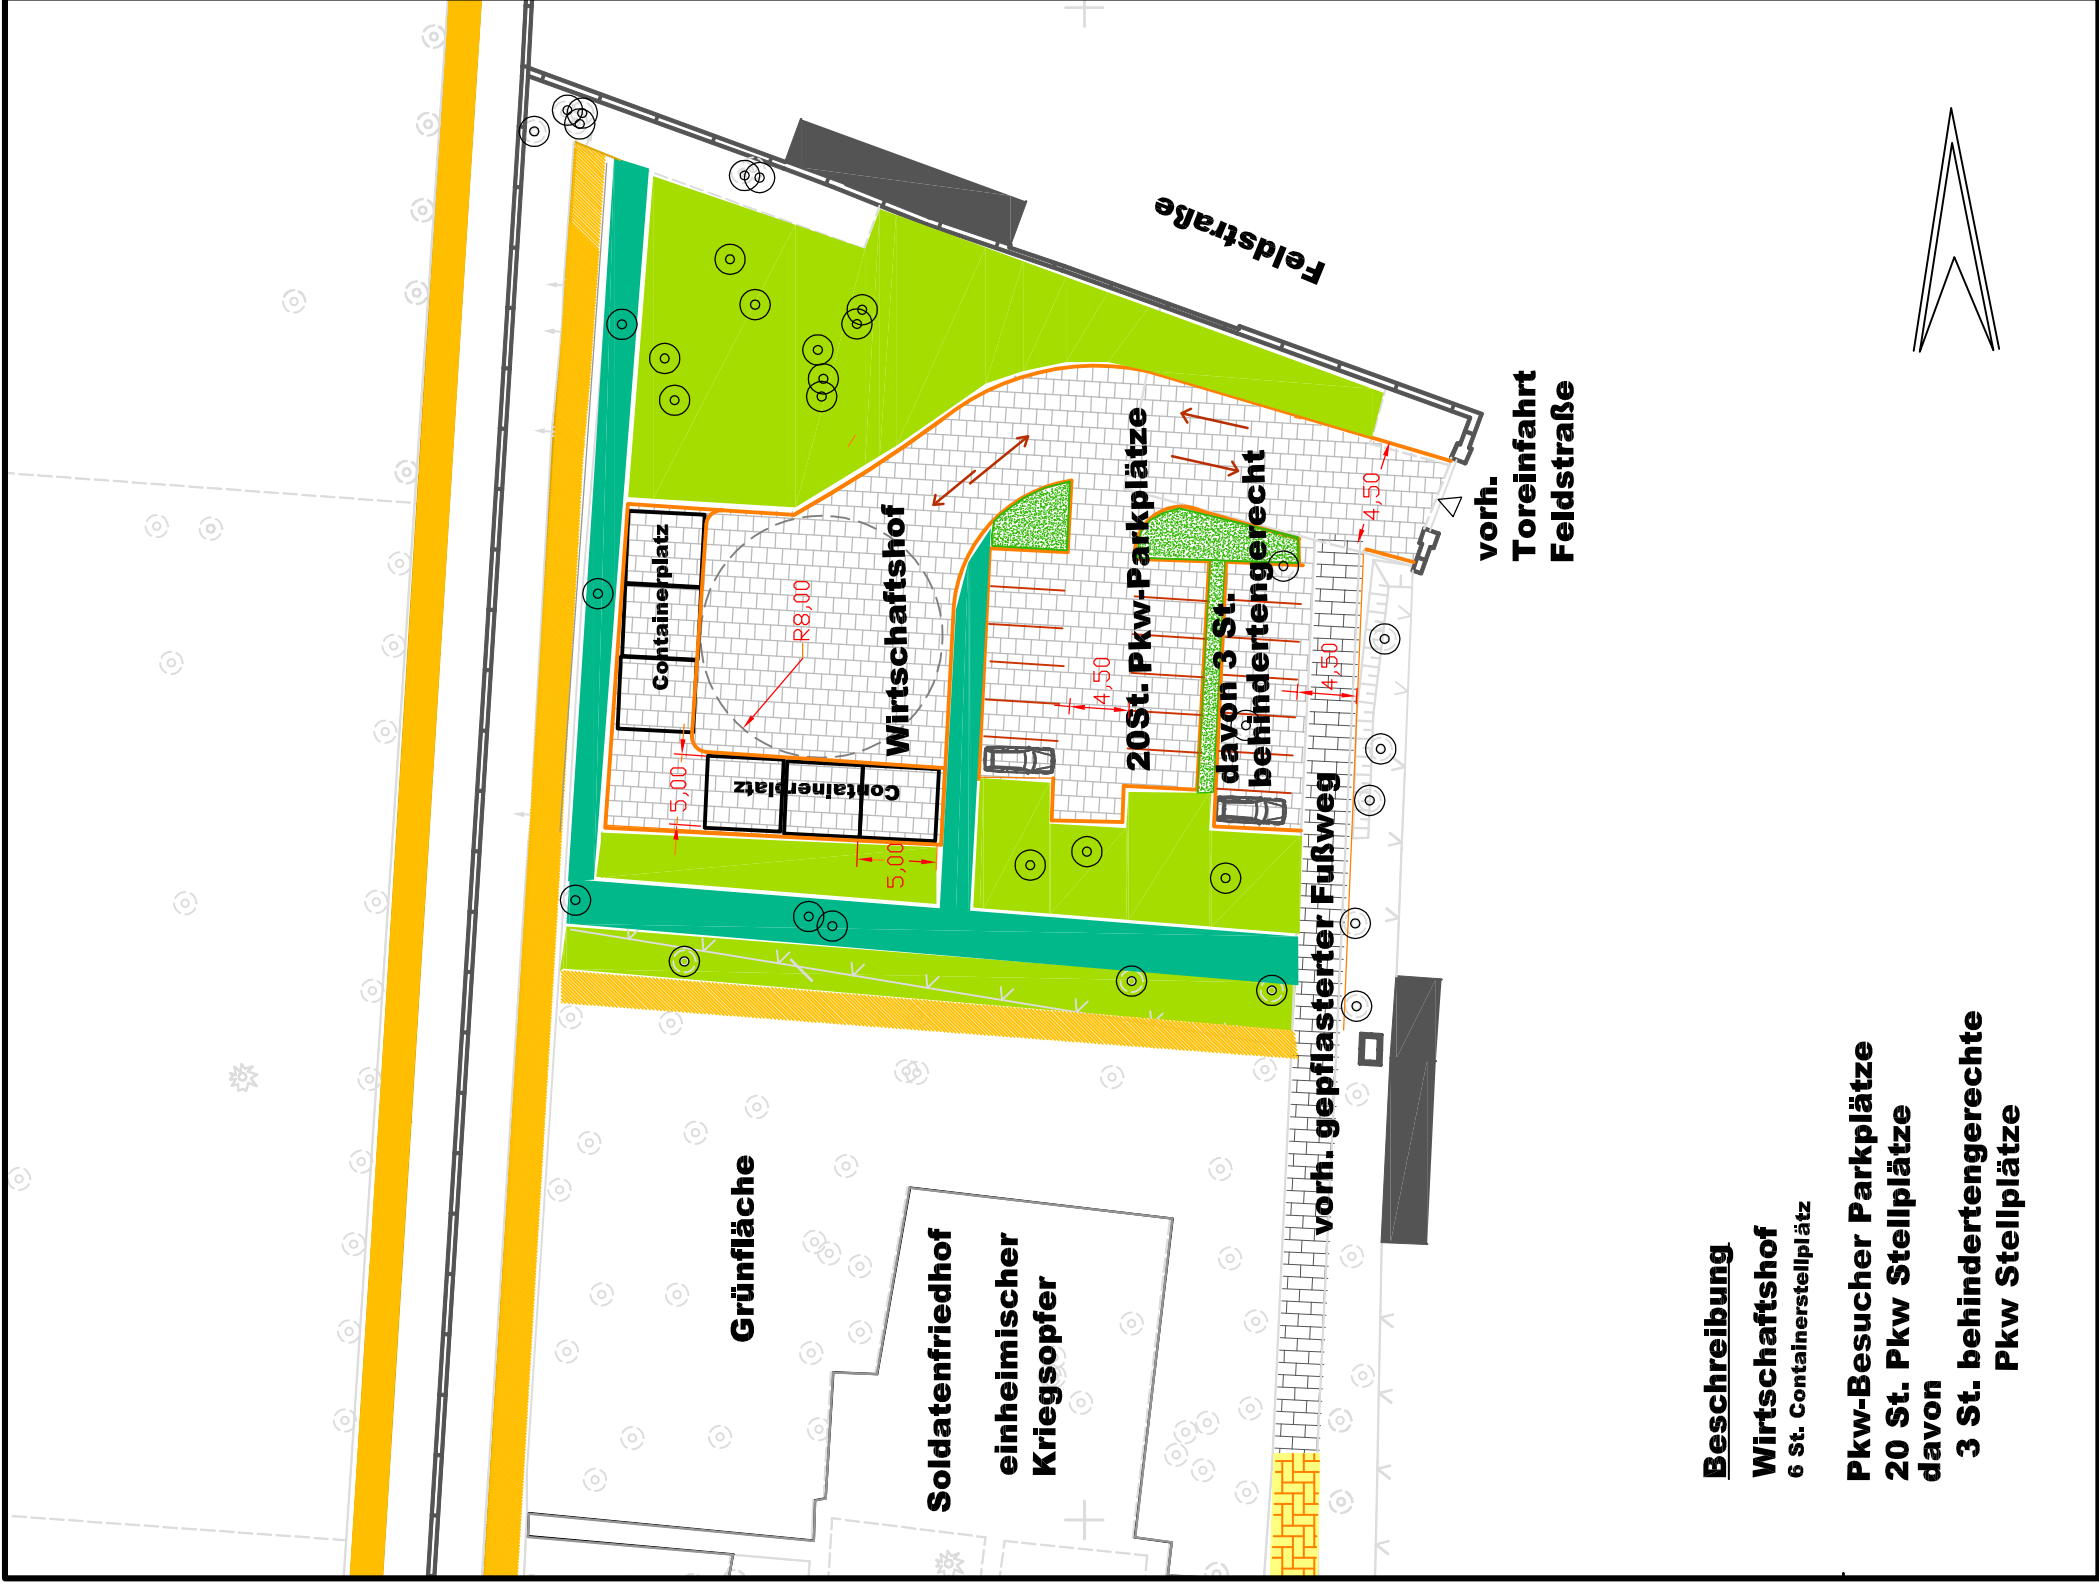 Feldstraße
vorh.
Toreinfahrt
Feldstraße
Containerplatz
Containerplatz
Wirtschaftshof
R8,00
20St. Pkw-Parkplätze
davon 3 St.
behindertengerecht
4,50
4,50
4,50
5,00
5,00
vorh. gepflasterter Fußweg
Grünfläche
Soldatenfriedhof
einheimischer
Kriegsopfer
Beschreibung
Wirtschaftshof
6 St. Containerstellplätz
Pkw-Besucher Parkplätze
20 St. Pkw Stellplätze
davon
3 St. behindertengerechte
Pkw Stellplätze